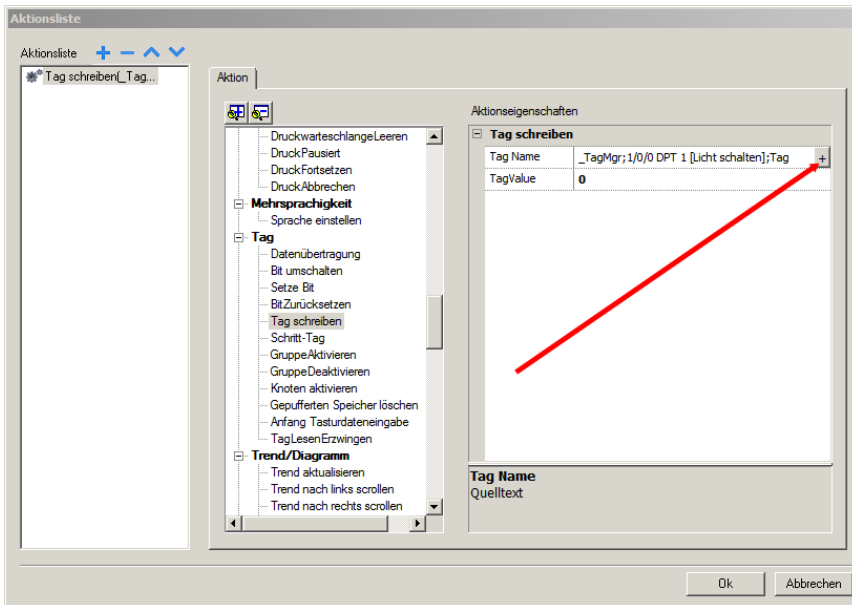 Aktionsliste
Aktionsliste
Tag schreiben(_Tag...
Aktion
DruckwarteschlangeLeeren
DruckPausiert
DruckFortsetzen
DruckAbbrechen
Mehrsprachigkeit
Sprache einstellen
Tag
Datenübertragung
Bit umschalten
Setze Bit
BitZurücksetzen
Tag schreiben
Schritt-Tag
GruppeAktivieren
GruppeDeaktivieren
Knoten aktivieren
Gepufferten Speicher löschen
Anfang Tasturdateneingabe
TagLesenErzwingen
Trend/Diagramm
Trend aktualisieren
Trend nach links scrollen
Trend nach rechts scrollen
Aktionseigenschaften
Tag schreiben
Tag Name _TagMgr;1/0/0 DPT 1 [Licht schalten];Tag +
TagValue 0
Tag Name
Quelltext
Ok Abbrechen